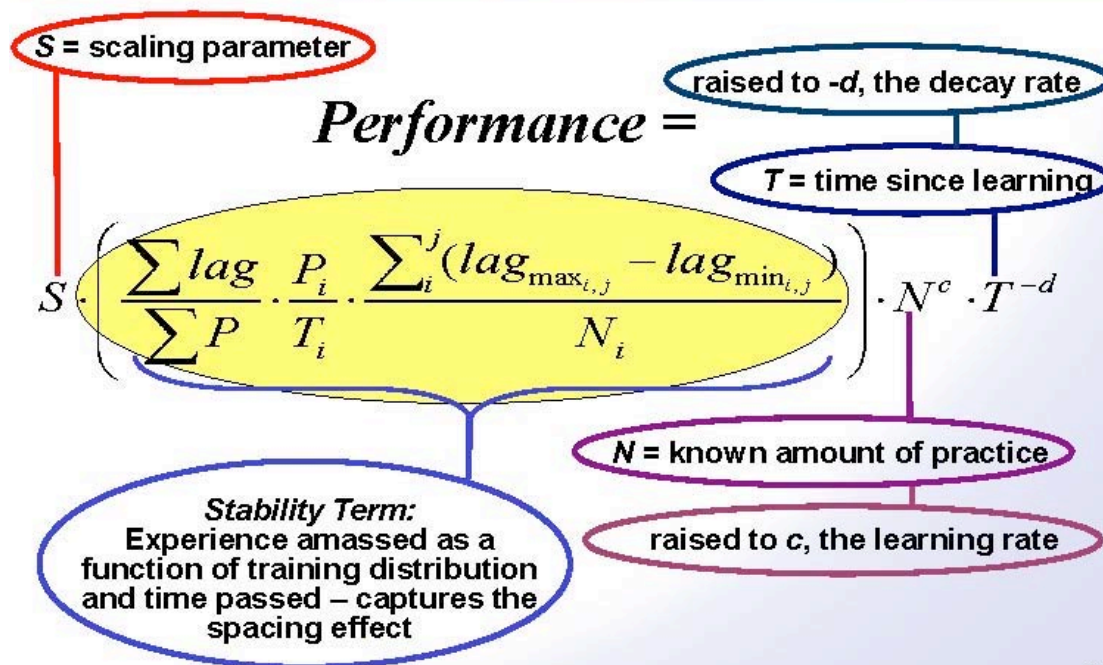 S = scaling parameter
raised to -d, the decay rate
Performance =
T = time since learning
S · ( ∑ lag / ∑ P · P_i / T_i · ∑_i^j (lag_max_i,j − lag_min_i,j) / N_i ) · N^c · T^-d
N = known amount of practice
raised to c, the learning rate
Stability Term:
Experience amassed as a
function of training distribution
and time passed – captures the
spacing effect